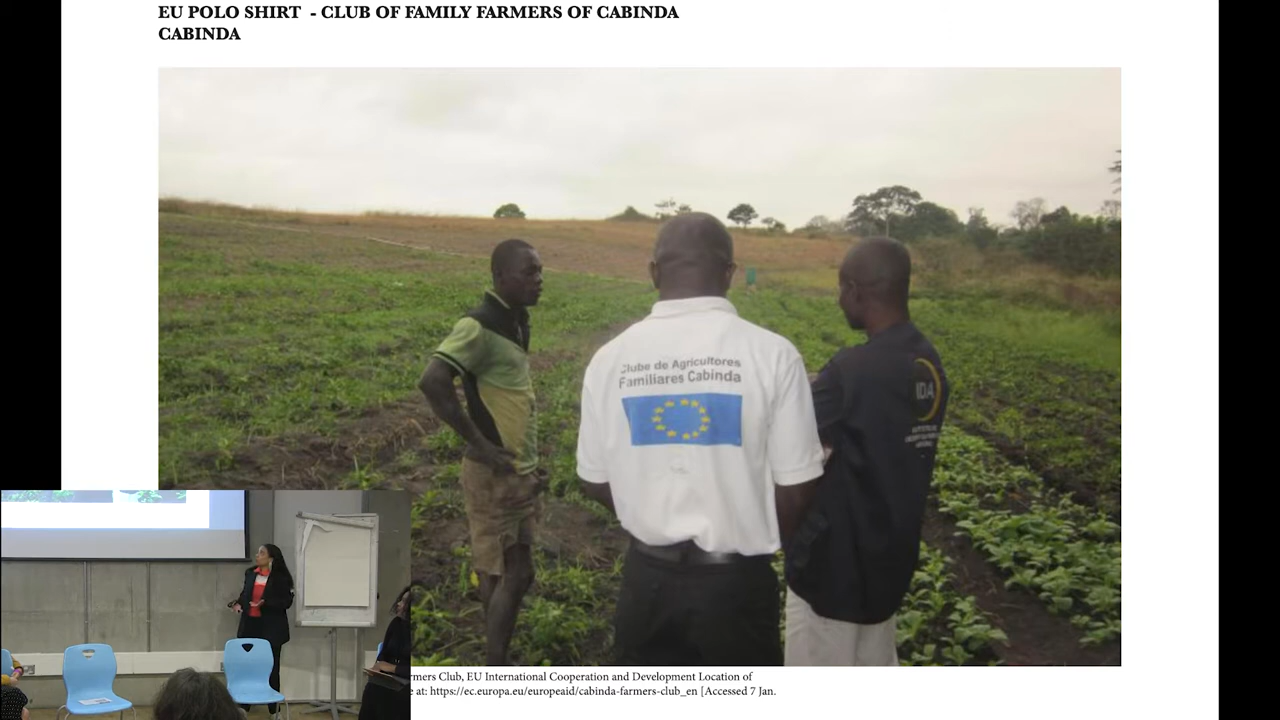 EU POLO SHIRT - CLUB OF FAMILY FARMERS OF CABINDA
CABINDA
Clube de Agricultores
Familiares Cabinda
IDA
rmers Club, EU International Cooperation and Development Location of
e at: https://ec.europa.eu/europeaid/cabinda-farmers-club_en [Accessed 7 Jan.